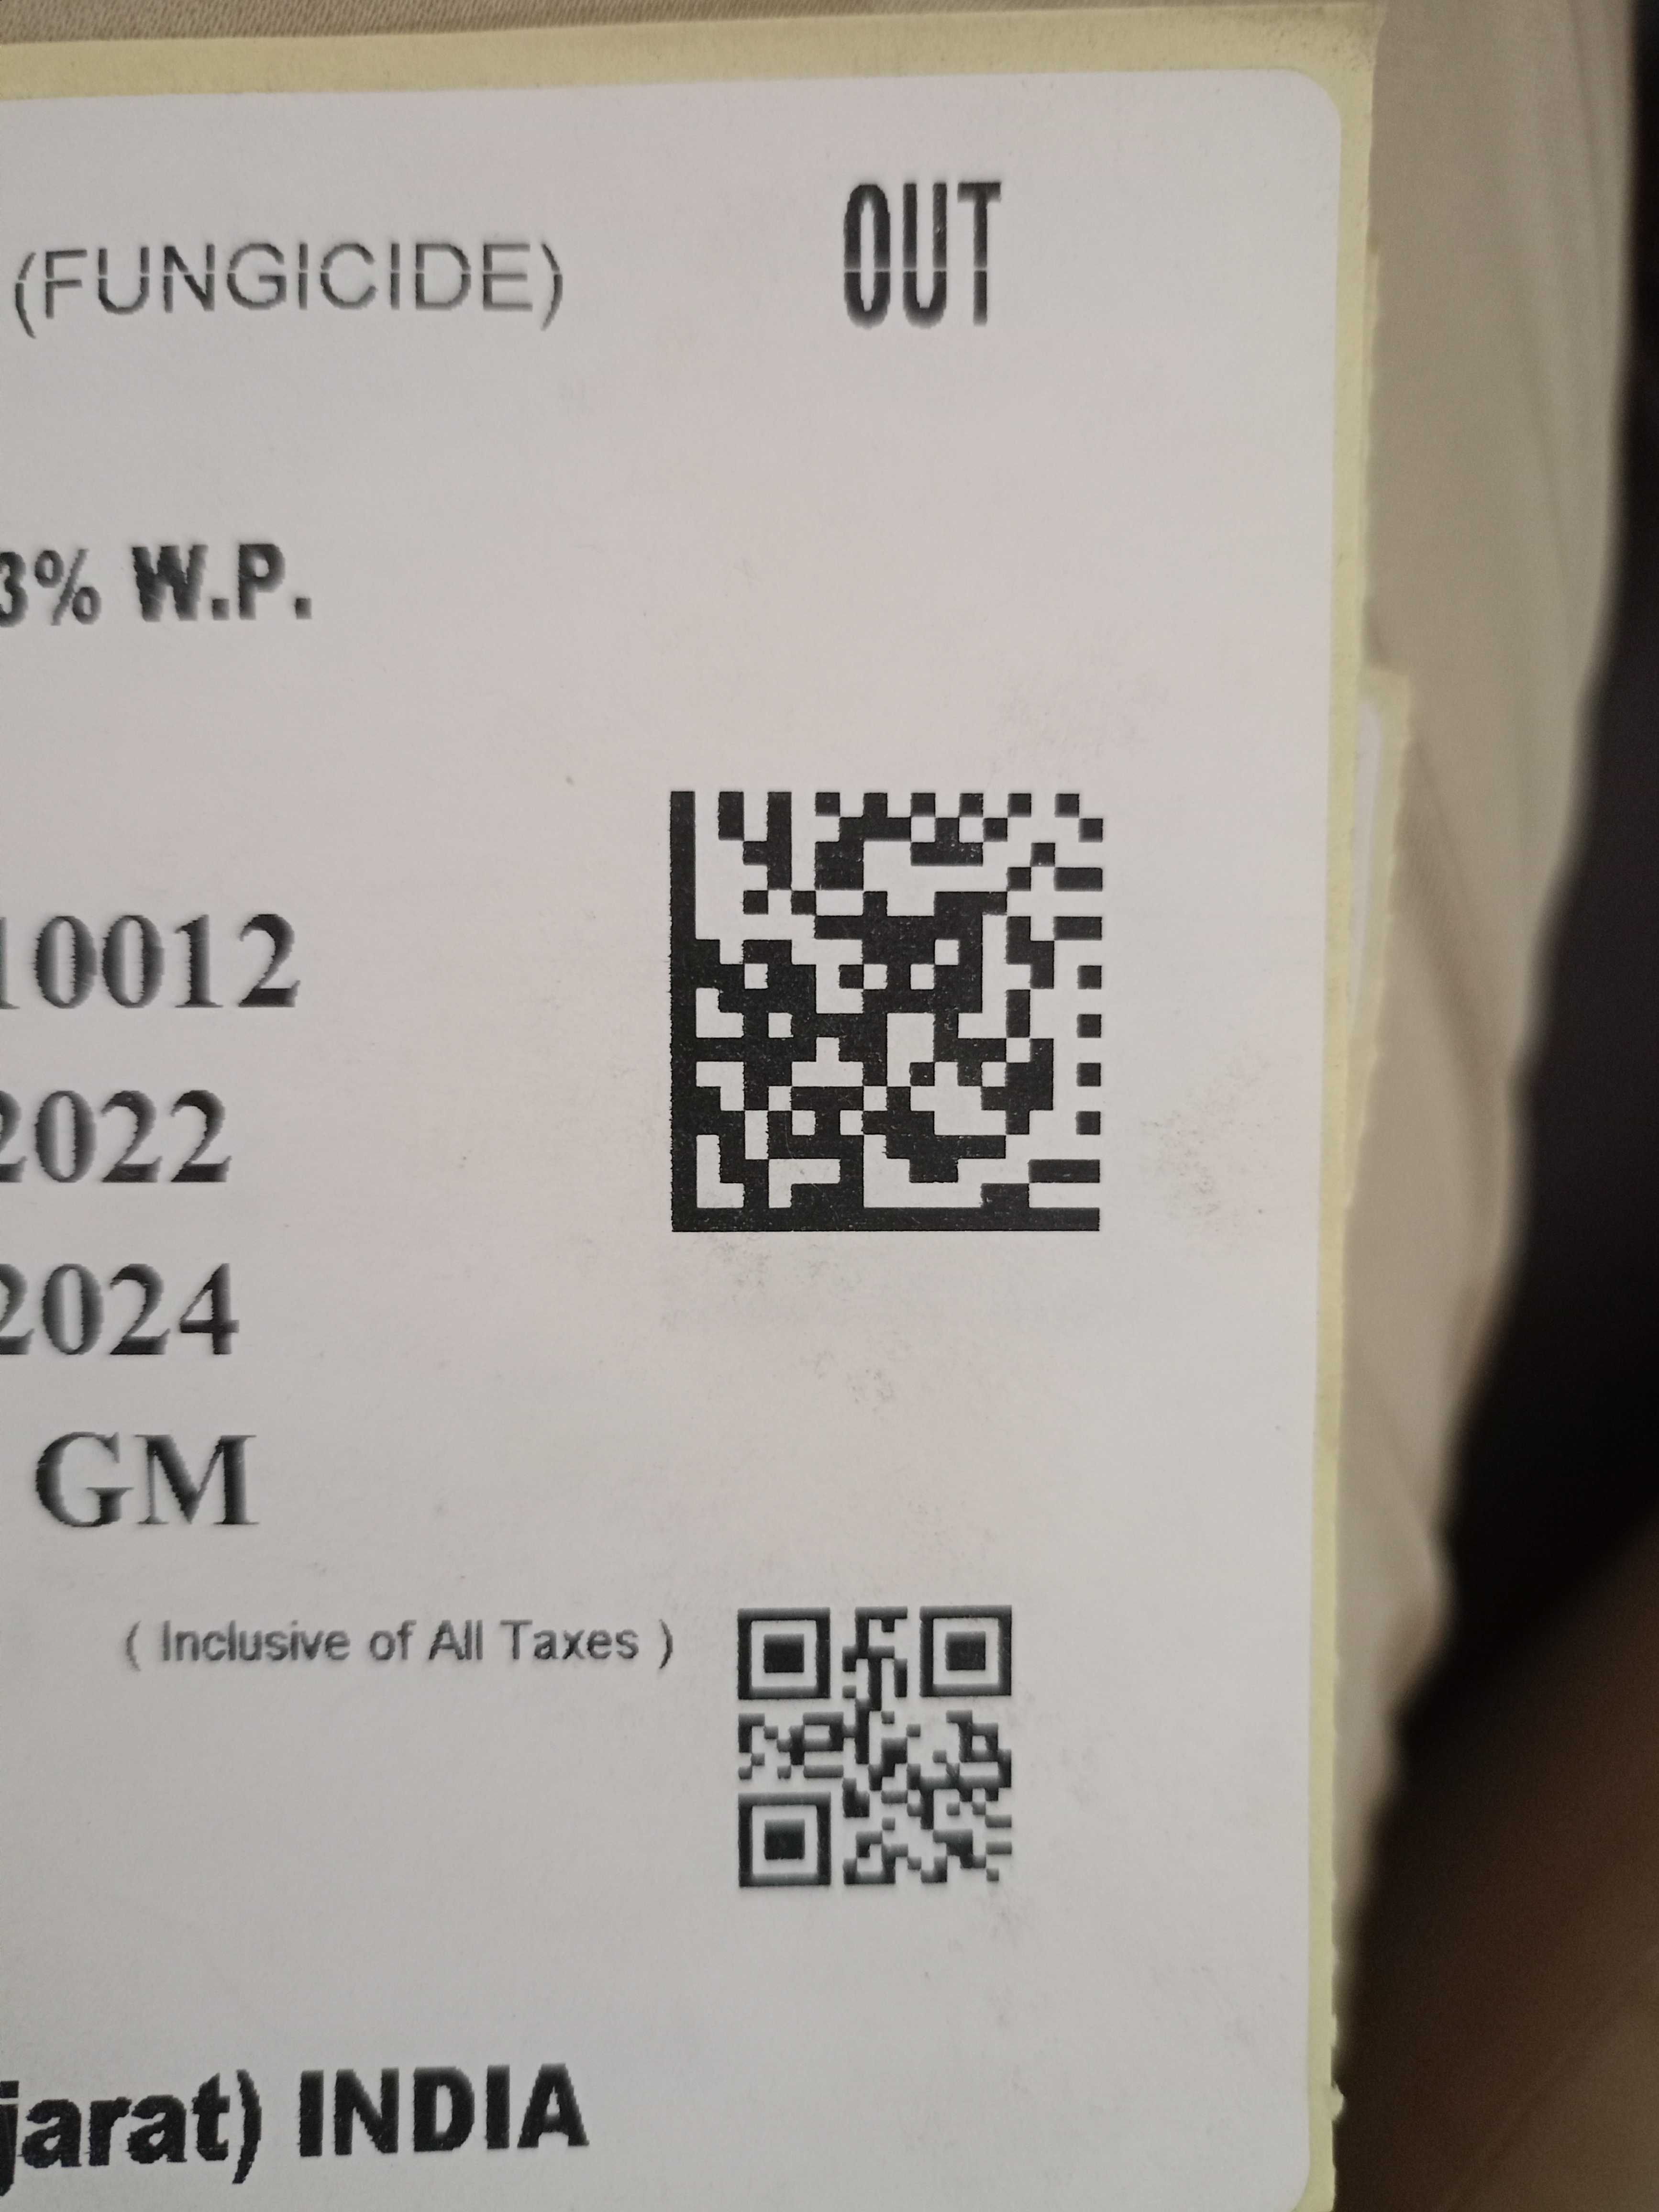 (FUNGICIDE) OUT
3% W.P.
10012
2022
2024
GM
( Inclusive of All Taxes )
jarat) INDIA